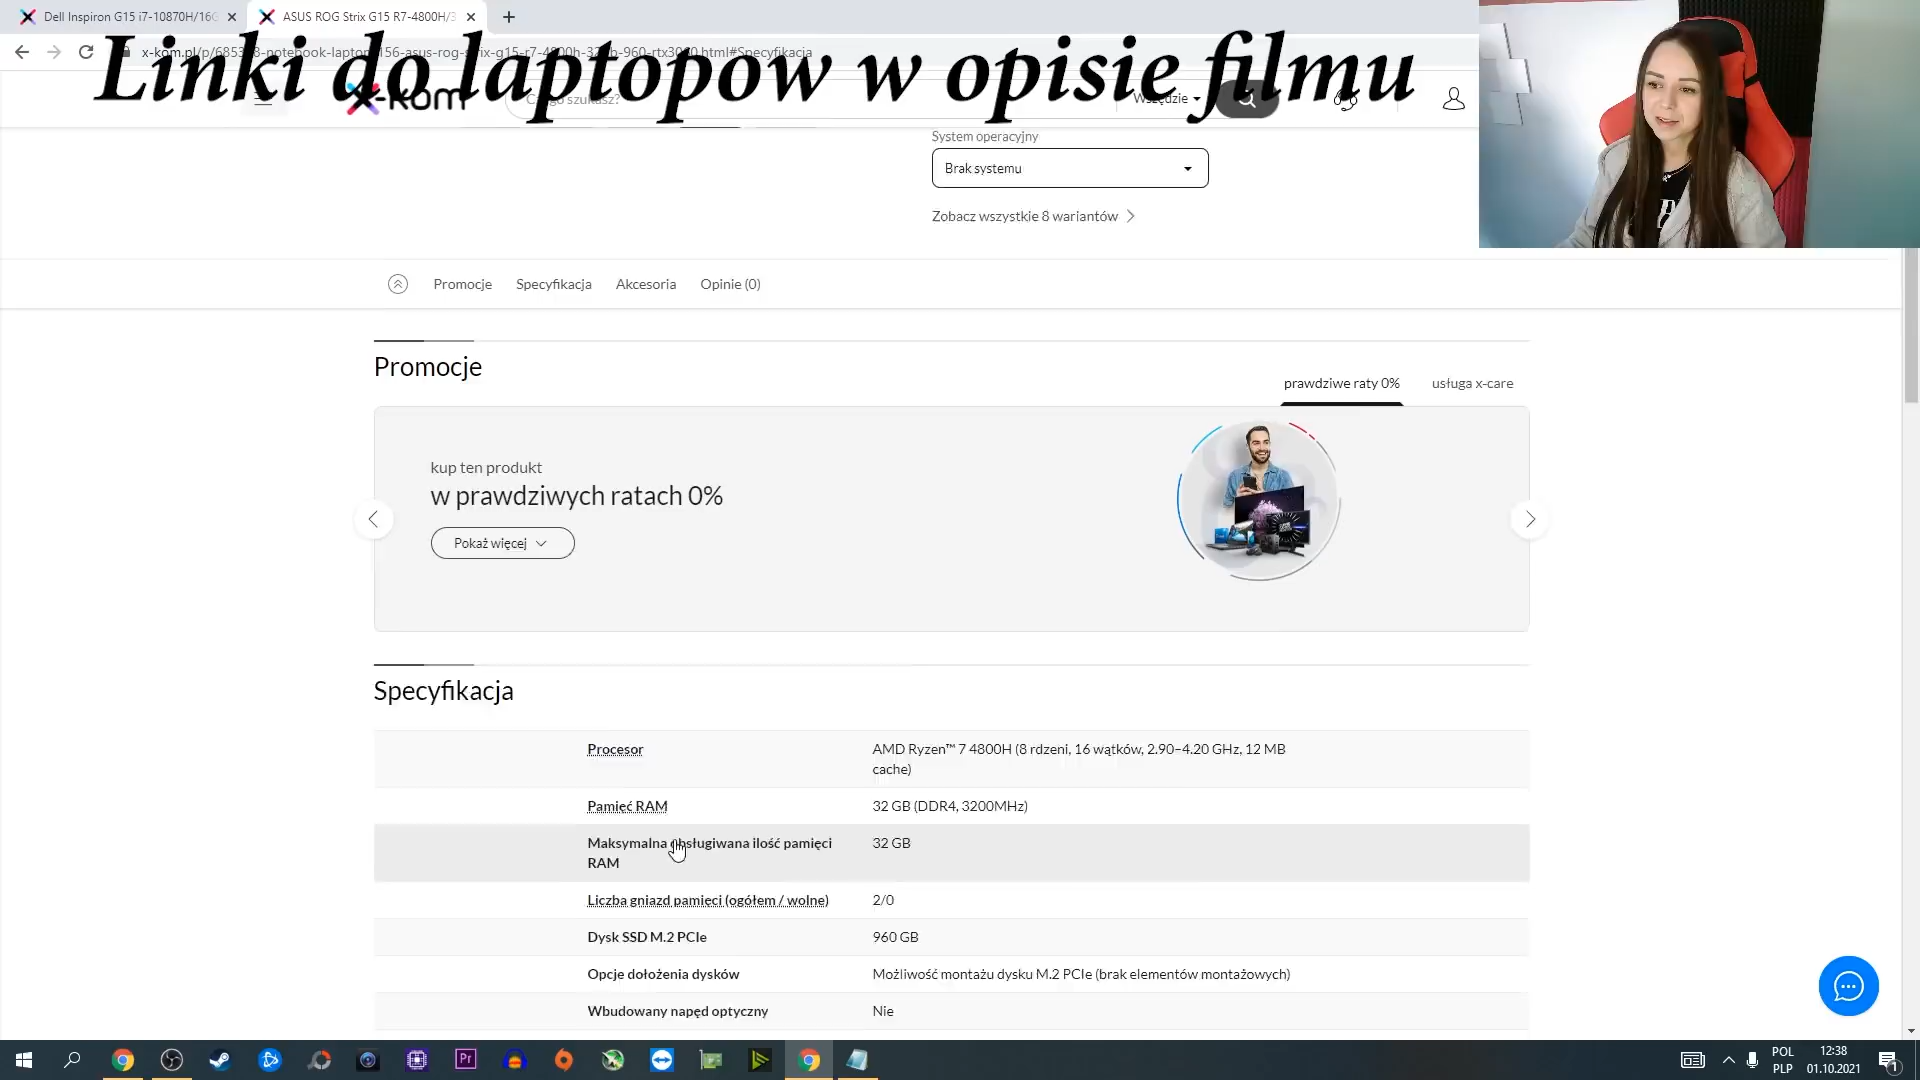 Dell Inspiron G15 i7-10870H/16G
ASUS ROG Strix G15 R7-4800H/3
Linki do laptopow w opisie filmu
x-kom
Wszędzie
System operacyjny
Brak systemu
Zobacz wszystkie 8 wariantów
Promocje
Specyfikacja
Akcesoria
Opinie (0)
Promocje
prawdziwe raty 0%
usługa x-care
kup ten produkt
w prawdziwych ratach 0%
Pokaż więcej
Specyfikacja
Procesor
AMD Ryzen™ 7 4800H (8 rdzeni, 16 wątków, 2.90–4.20 GHz, 12 MB
cache)
Pamięć RAM
32 GB (DDR4, 3200MHz)
Maksymalna obsługiwana ilość pamięci
RAM
32 GB
Liczba gniazd pamięci (ogółem / wolne)
2/0
Dysk SSD M.2 PCIe
960 GB
Opcje dołożenia dysków
Możliwość montażu dysku M.2 PCIe (brak elementów montażowych)
Wbudowany napęd optyczny
Nie
Pr
POL
PLP
12:38
01.10.2021
1